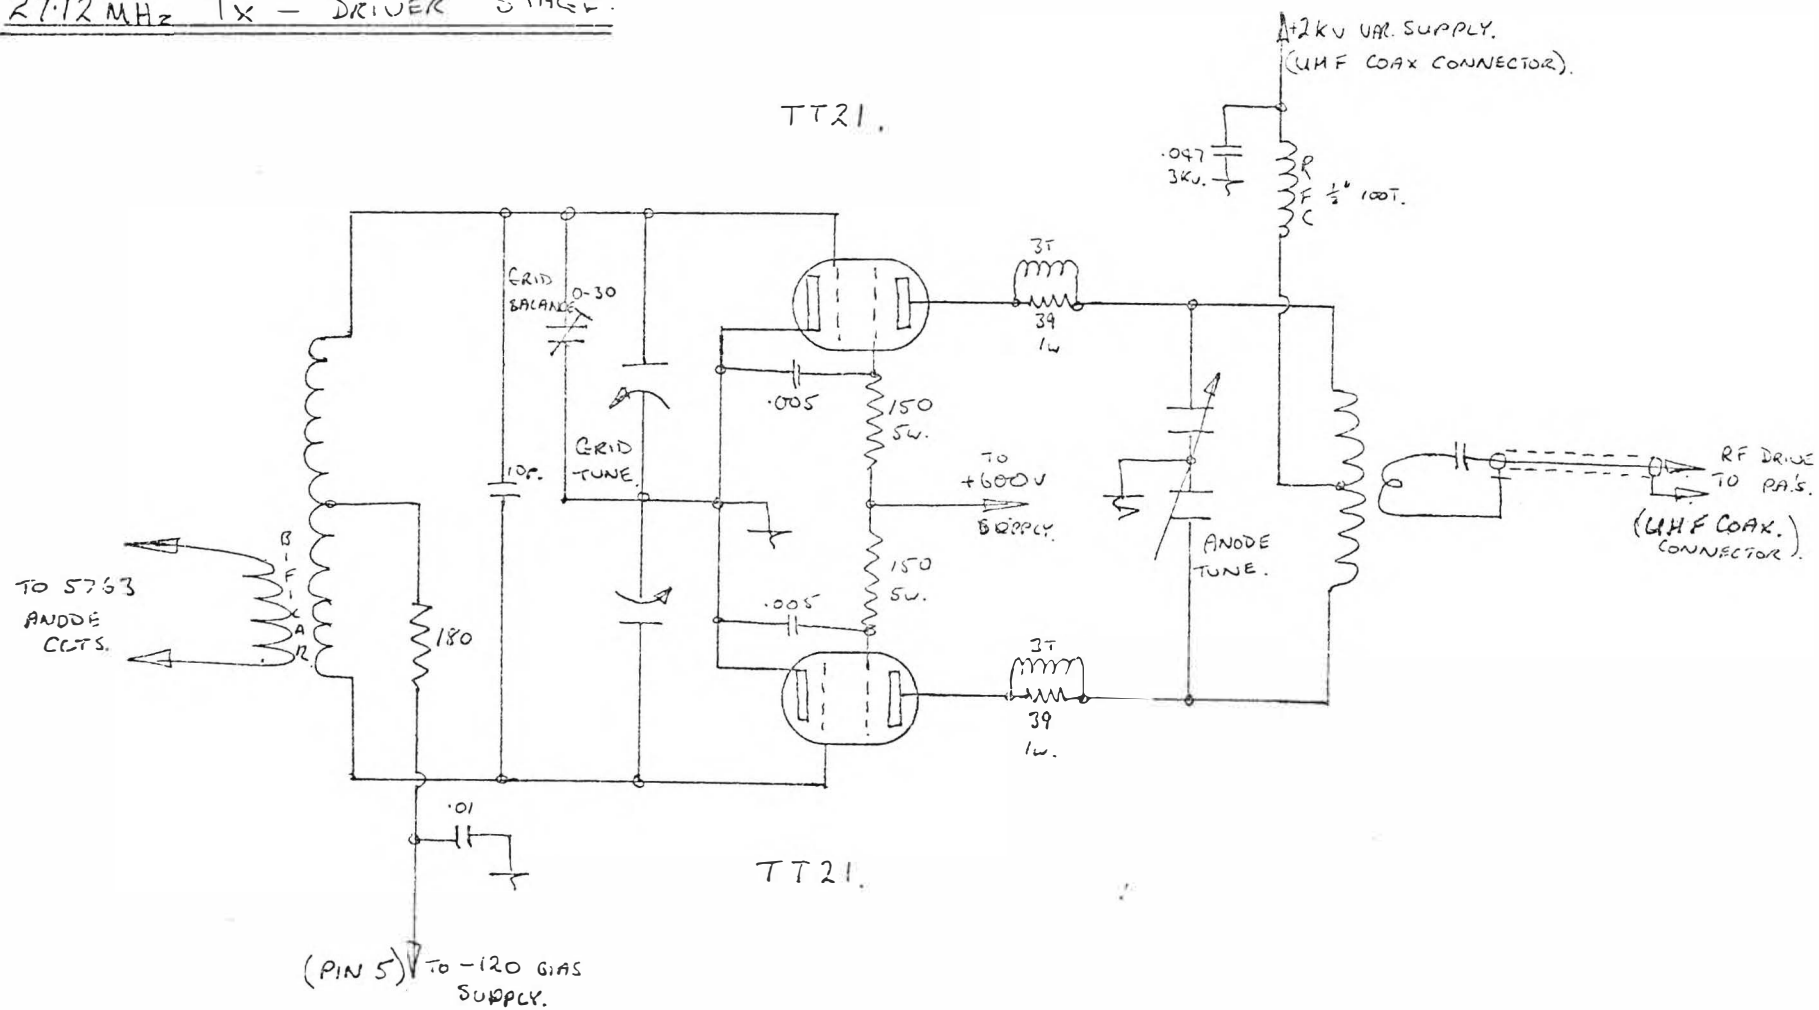 27.12 MHz TX - DRIVER STAGE.
+2KV VAR. SUPPLY.
(UHF COAX CONNECTOR).
TT21.
.047
3KV.
RFC
½" 100T.
GRID
BALANCE
0-30
3T
39
1W
.005
150
5W.
GRID
TUNE.
10p.
TO
+600V
SUPPLY.
ANODE
TUNE.
RF DRIVE
TO PA'S.
(UHF COAX.)
CONNECTOR).
BIFILAR
TO 5763
ANODE
CCTS.
180
150
5W.
.005
3T
39
1W.
.01
TT21.
(PIN 5)
TO -120 BIAS
SUPPLY.